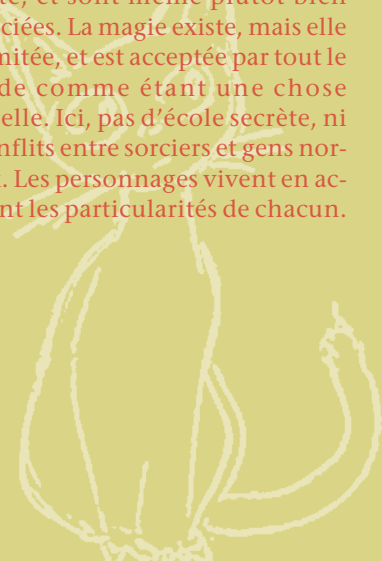 et sont même plutôt bien
ciées. La magie existe, mais elle
mitée, et est acceptée par tout le
de comme étant une chose
elle. Ici, pas d'école secrète, ni
nflits entre sorciers et gens nor-
. Les personnages vivent en ac-
nt les particularités de chacun.